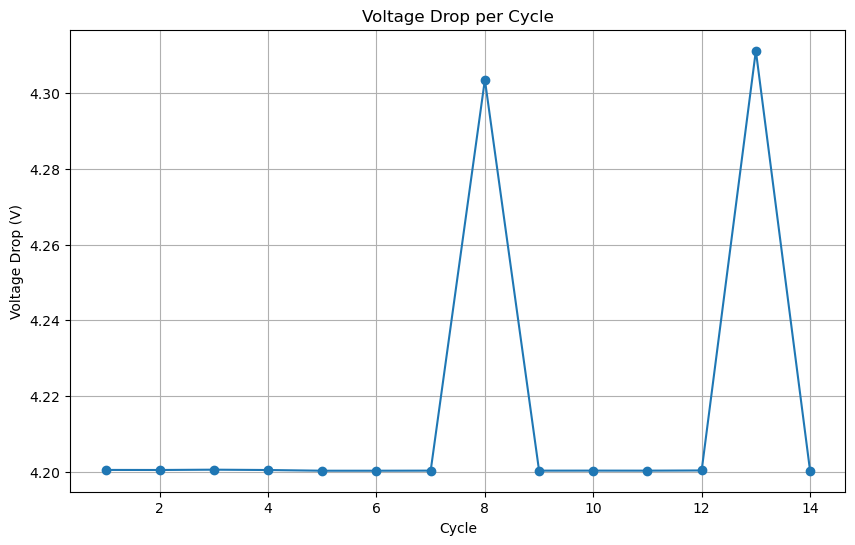 Voltage Drop per Cycle
Voltage Drop (V)
4.30
4.28
4.26
4.24
4.22
4.20
2 4 6 8 10 12 14
Cycle